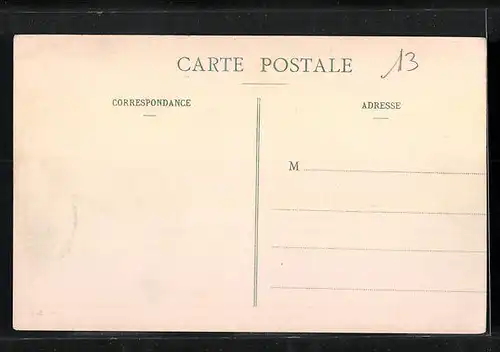 CARTE POSTALE 13
CORRESPONDANCE
ADRESSE
M